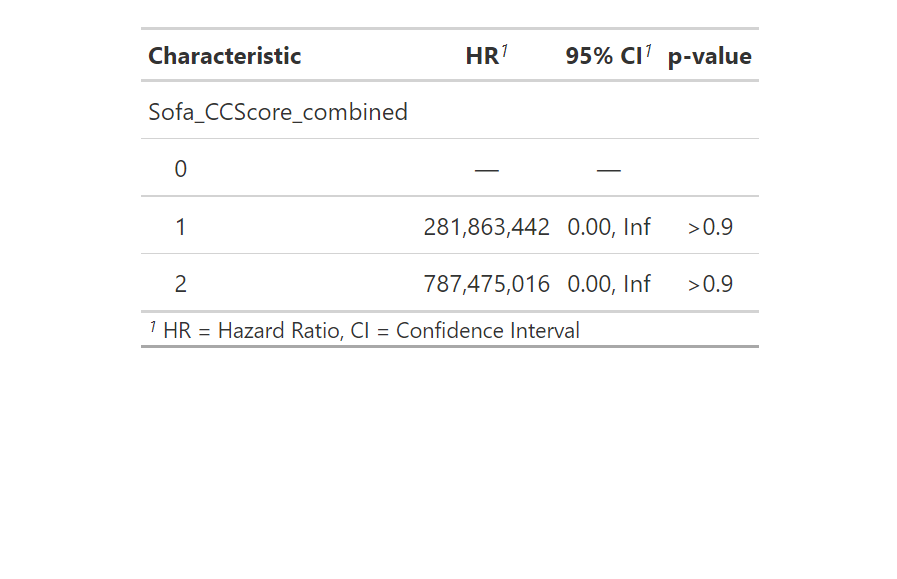 Characteristic HR1 95% CI1 p-value
Sofa_CCScore_combined
0 — —
1 281,863,442 0.00, Inf >0.9
2 787,475,016 0.00, Inf >0.9
1 HR = Hazard Ratio, CI = Confidence Interval